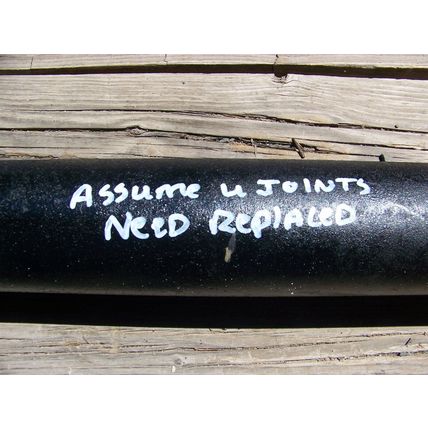 Assume u JOINTS
NeeD RePlACeD